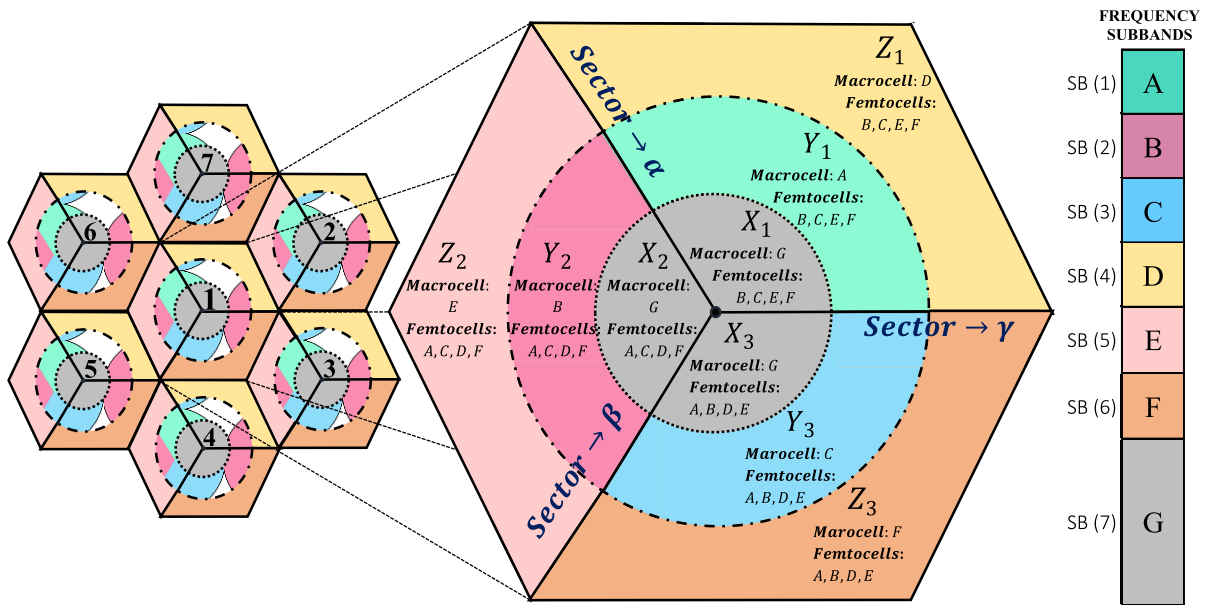 7
6
2
1
5
3
4
Sector → α
Z1
Macrocell: D
Femtocells:
B, C, E, F
Y1
Macrocell: A
Femtocells:
B, C, E, F
X1
Macrocell: G
Femtocells:
B, C, E, F
Z2
Macrocell:
E
Femtocells:
A, C, D, F
Y2
Macrocell:
B
Femtocells:
A, C, D, F
X2
Macrocell:
G
Femtocells:
A, C, D, F
Sector → γ
X3
Marocell: G
Femtocells:
A, B, D, E
Sector → β
Y3
Marocell: C
Femtocells:
A, B, D, E
Z3
Marocell: F
Femtocells:
A, B, D, E
FREQUENCY
SUBBANDS
SB (1) A
SB (2) B
SB (3) C
SB (4) D
SB (5) E
SB (6) F
SB (7) G